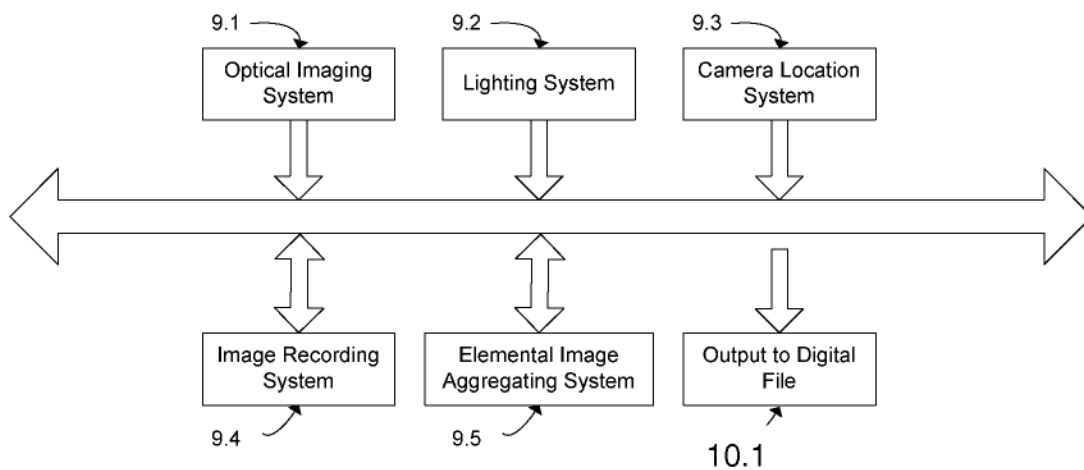 9.1
9.2
9.3
Optical Imaging
System
Lighting System
Camera Location
System
Image Recording
System
Elemental Image
Aggregating System
Output to Digital
File
9.4
9.5
10.1